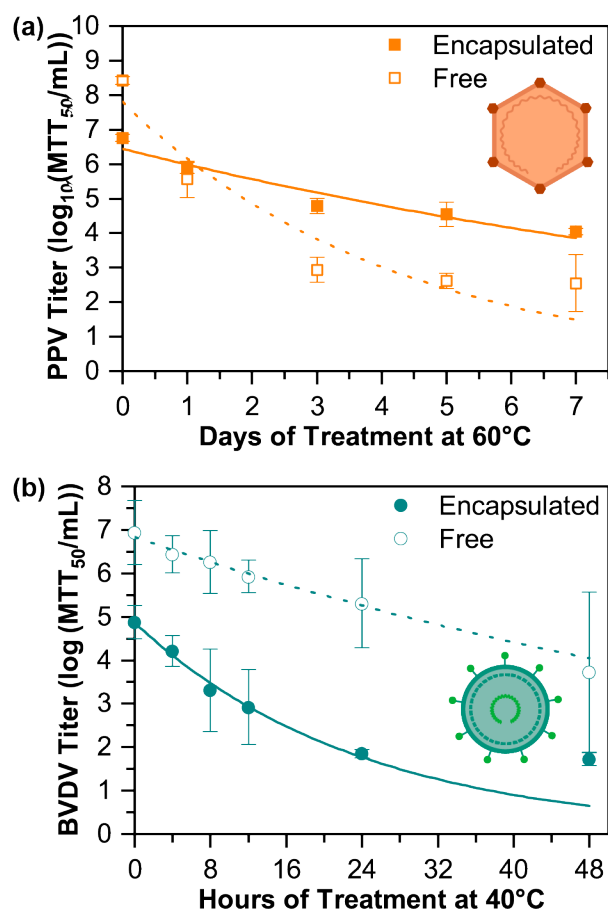 (a)
10
9
8
7
6
5
4
3
2
1
0
PPV Titer (log₁₀(MTT₅₀/mL))
Encapsulated
Free
0 1 2 3 4 5 6 7
Days of Treatment at 60°C
(b)
8
7
6
5
4
3
2
1
0
BVDV Titer (log (MTT₅₀/mL))
Encapsulated
Free
0 8 16 24 32 40 48
Hours of Treatment at 40°C